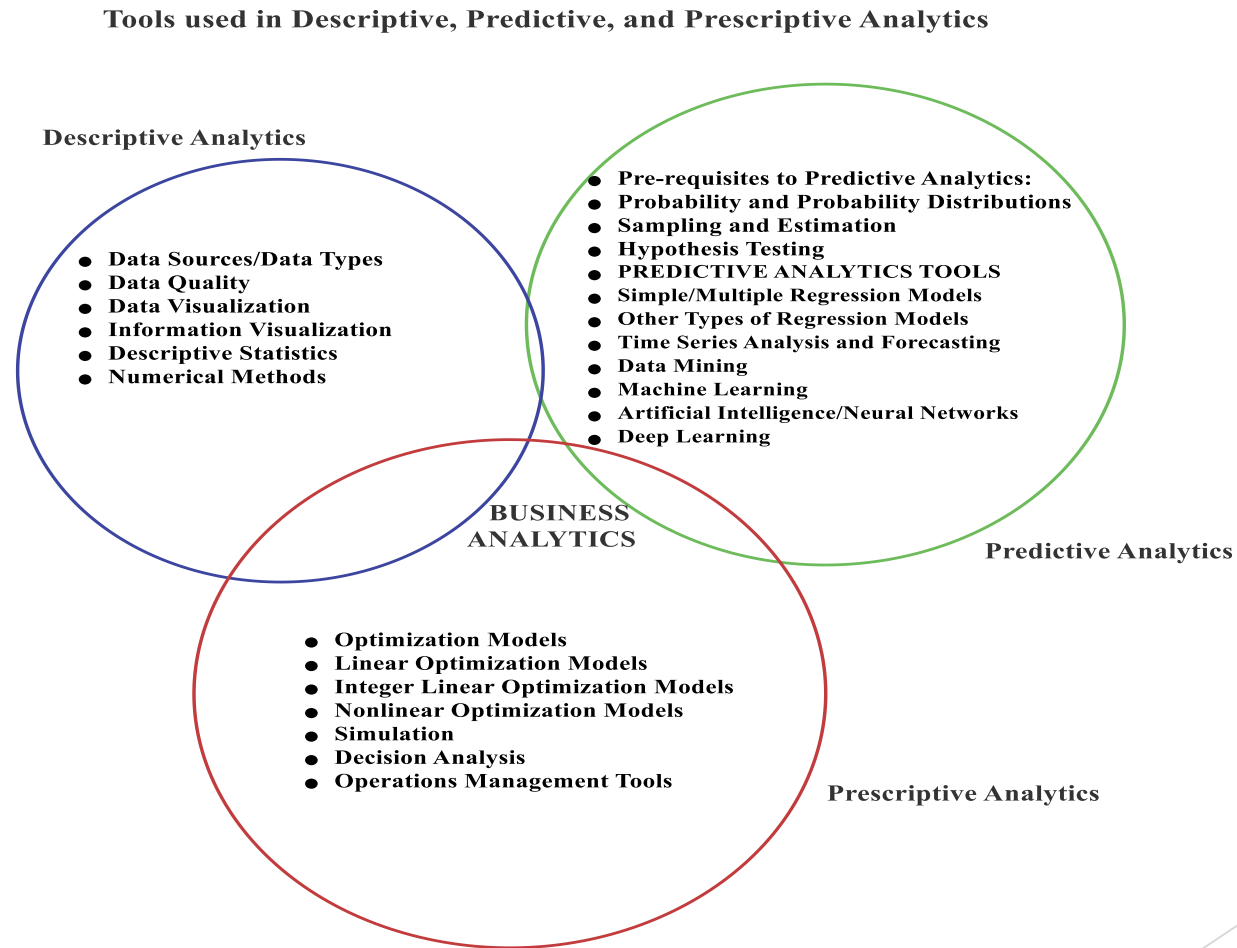 Tools used in Descriptive, Predictive, and Prescriptive Analytics
Descriptive Analytics
● Data Sources/Data Types
● Data Quality
● Data Visualization
● Information Visualization
● Descriptive Statistics
● Numerical Methods
● Pre-requisites to Predictive Analytics:
● Probability and Probability Distributions
● Sampling and Estimation
● Hypothesis Testing
● PREDICTIVE ANALYTICS TOOLS
● Simple/Multiple Regression Models
● Other Types of Regression Models
● Time Series Analysis and Forecasting
● Data Mining
● Machine Learning
● Artificial Intelligence/Neural Networks
● Deep Learning
BUSINESS
ANALYTICS
Predictive Analytics
● Optimization Models
● Linear Optimization Models
● Integer Linear Optimization Models
● Nonlinear Optimization Models
● Simulation
● Decision Analysis
● Operations Management Tools
Prescriptive Analytics